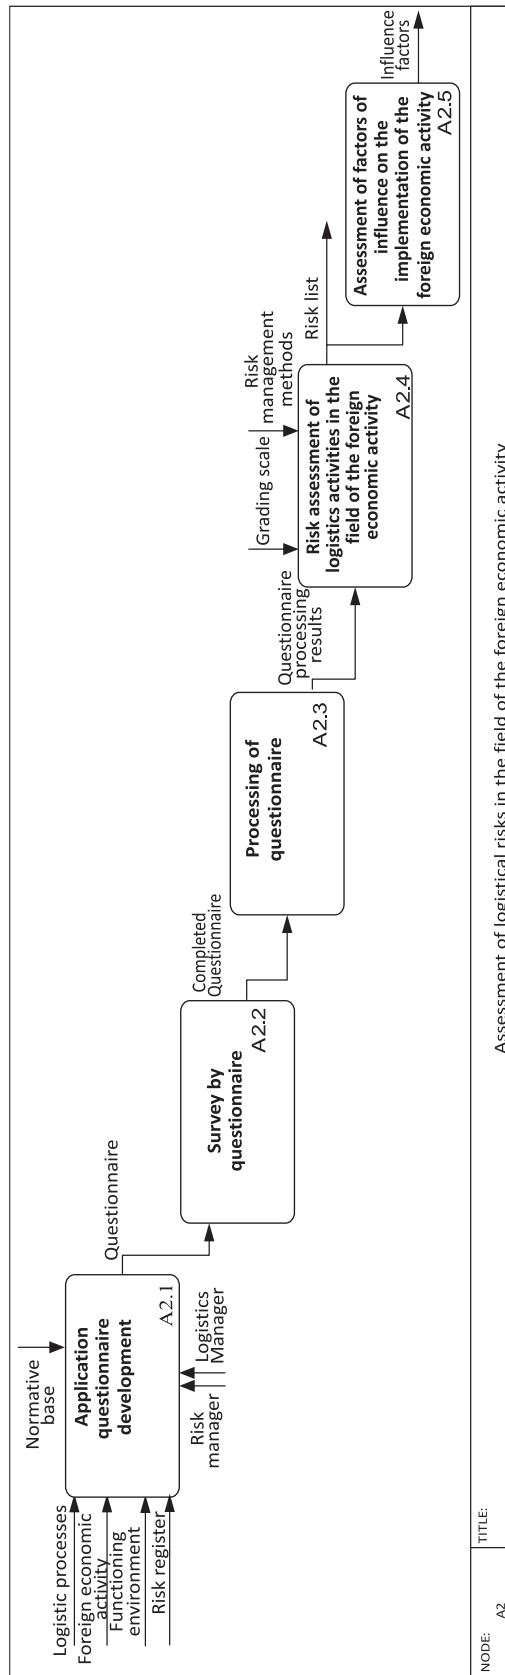 Logistic processes
Foreign economic
activity
Functioning
environment
Risk register
Normative
base
Application
questionnaire
development
A2.1
Risk
manager
Logistics
Manager
Questionnaire
Survey by
questionnaire
A2.2
Completed
Questionnaire
Processing of
questionnaire
A2.3
Questionnaire
processing
results
Grading scale
Risk
management
methods
Risk assessment of
logistics activities in the
field of the foreign
economic activity
A2.4
Risk list
Assessment of factors of
influence on the
implementation of the
foreign economic activity
A2.5
Influence
factors
NODE:
A2
TITLE:
Assessment of logistical risks in the field of the foreign economic activity